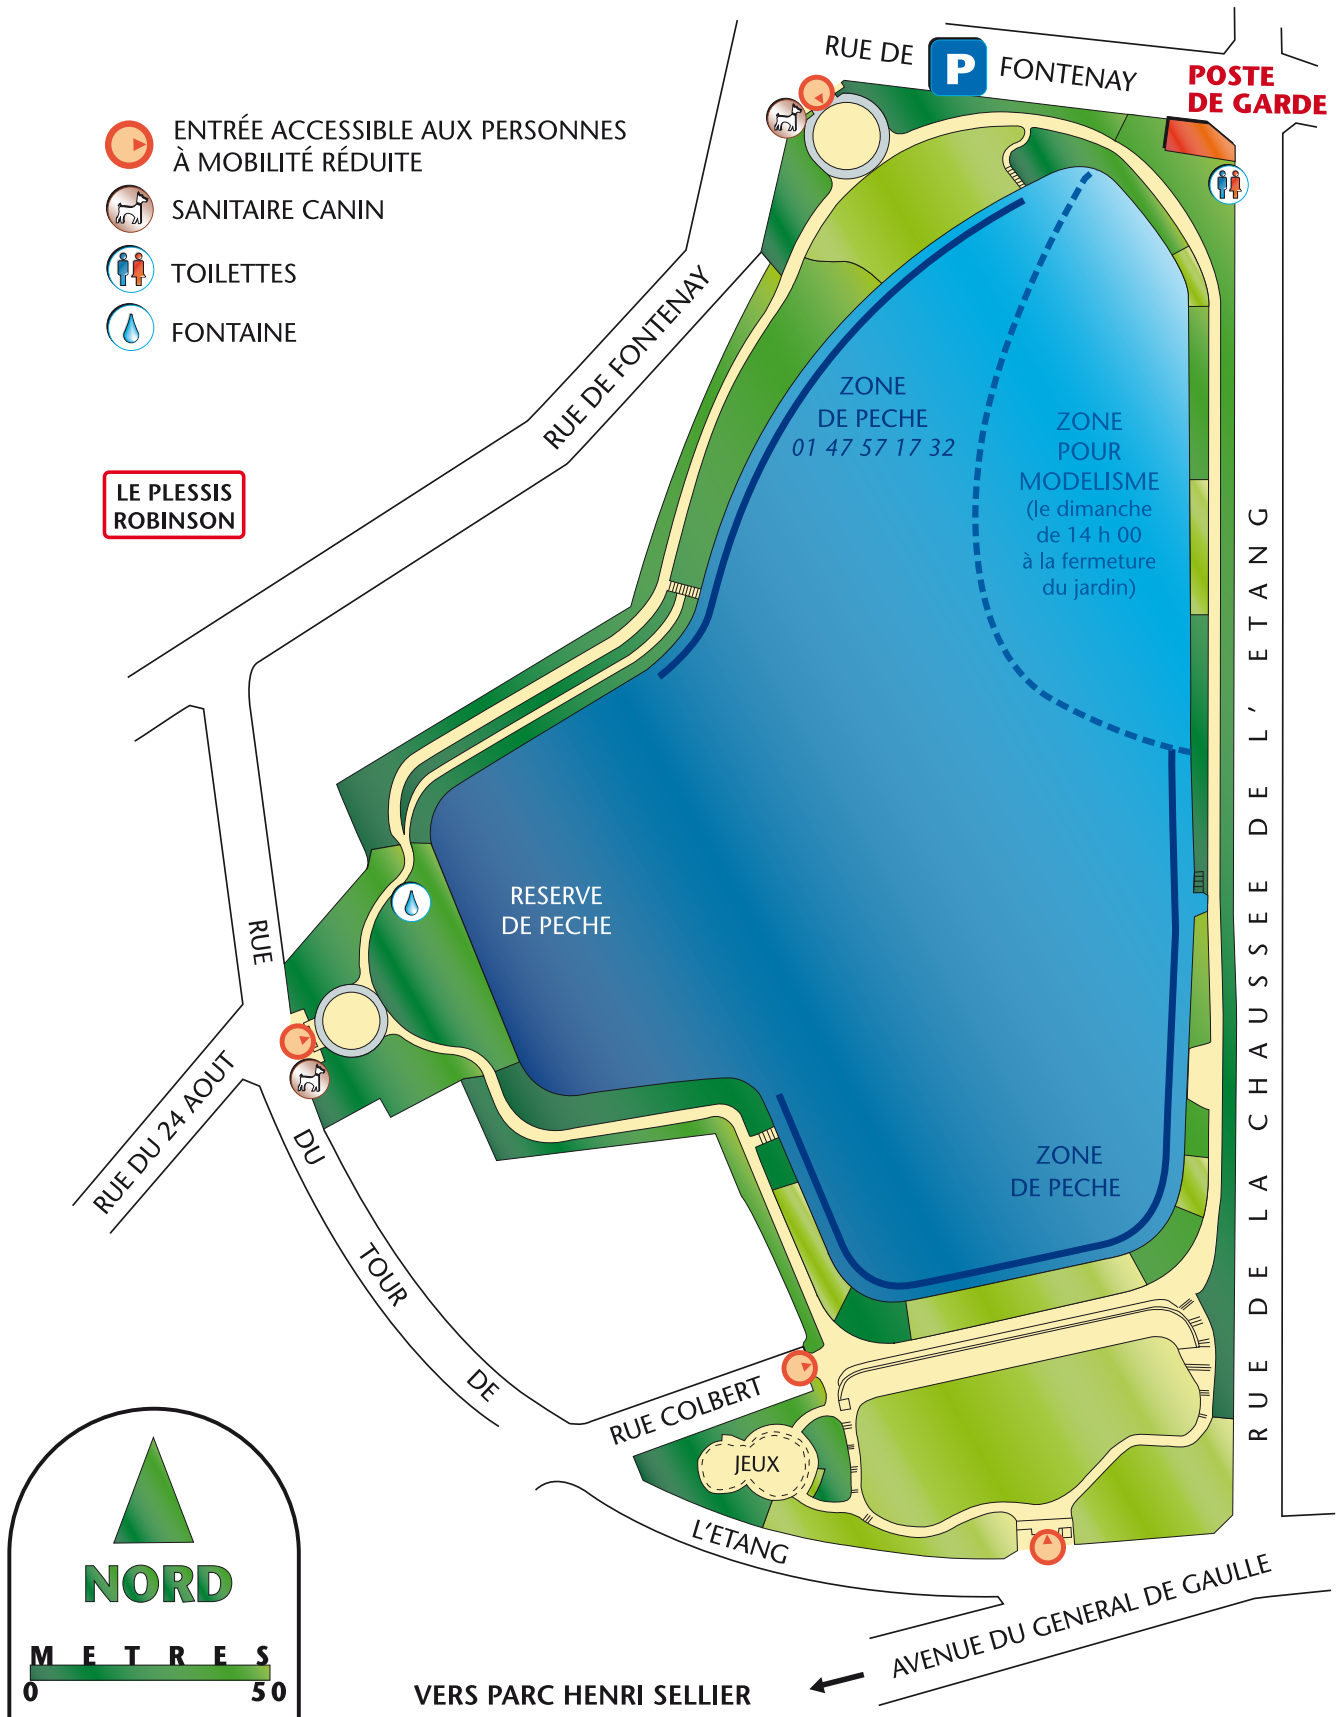 RUE DE
P
FONTENAY
POSTE
DE GARDE
ENTRÉE ACCESSIBLE AUX PERSONNES
À MOBILITÉ RÉDUITE
SANITAIRE CANIN
TOILETTES
FONTAINE
RUE DE FONTENAY
LE PLESSIS
ROBINSON
ZONE
DE PECHE
01 47 57 17 32
ZONE
POUR
MODELISME
(le dimanche
de 14 h 00
à la fermeture
du jardin)
RESERVE
DE PECHE
ZONE
DE PECHE
RUE DE LA CHAUSSEE DE L' ETANG
RUE
DU
TOUR
DE
L'ETANG
RUE DU 24 AOUT
RUE COLBERT
JEUX
AVENUE DU GENERAL DE GAULLE
VERS PARC HENRI SELLIER
NORD
METRES
0 50